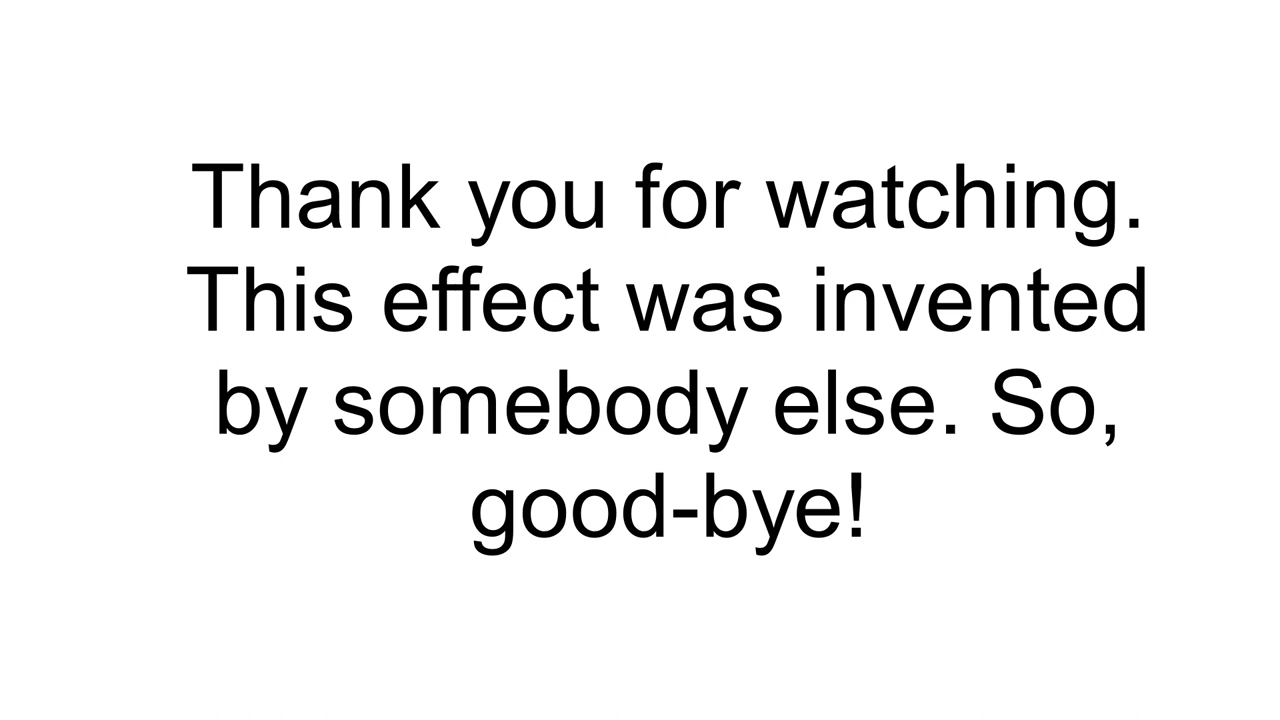 Thank you for watching.
This effect was invented
by somebody else. So,
good-bye!